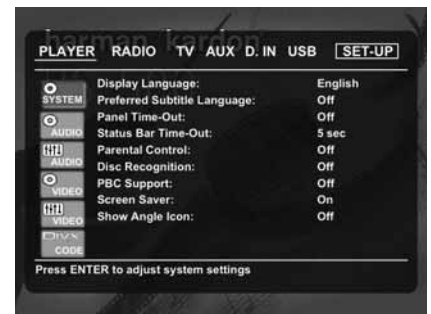 harman kardon
PLAYER RADIO TV AUX D. IN USB SET-UP
SYSTEM
AUDIO
AUDIO
VIDEO
VIDEO
DIVX CODE
Display Language: English
Preferred Subtitle Language: Off
Panel Time-Out: Off
Status Bar Time-Out: 5 sec
Parental Control: Off
Disc Recognition: Off
PBC Support: Off
Screen Saver: On
Show Angle Icon: Off
Press ENTER to adjust system settings